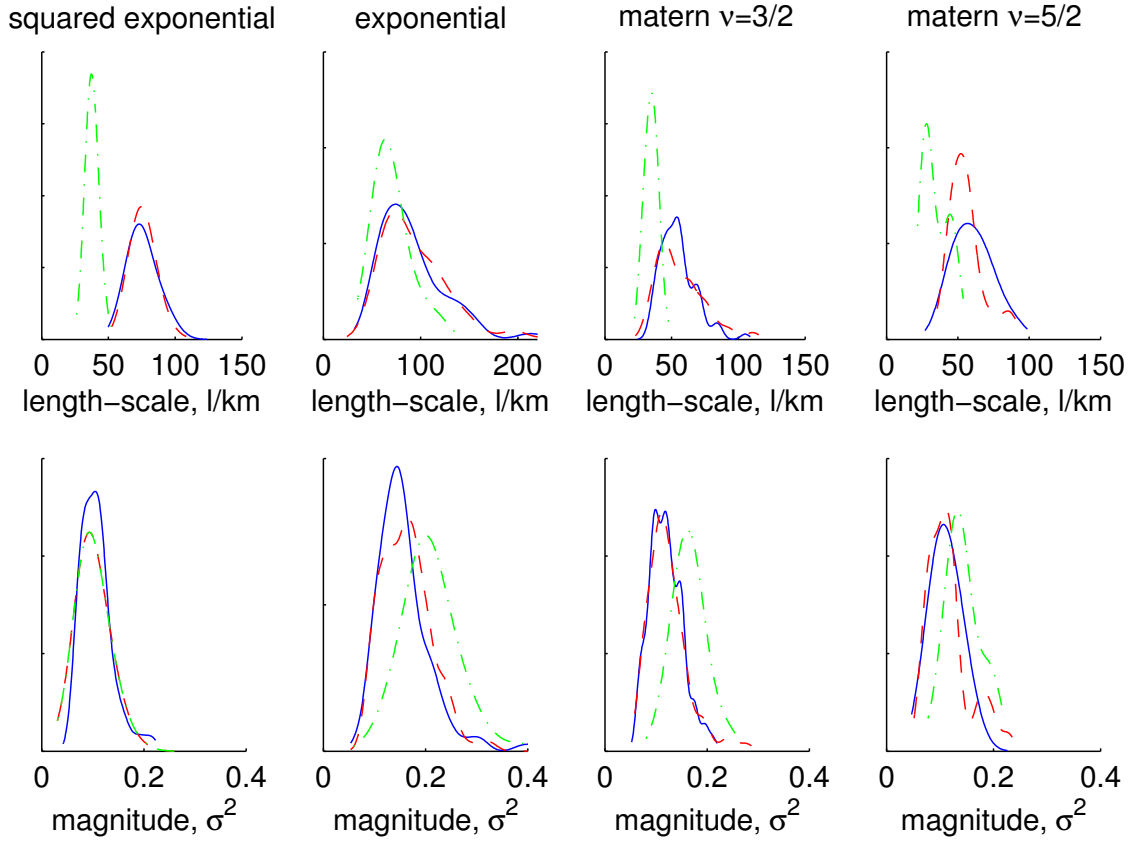 squared exponential exponential matern ν=3/2 matern ν=5/2
0 50 100 150 0 100 200 0 50 100 150 0 50 100 150
length−scale, l/km length−scale, l/km length−scale, l/km length−scale, l/km
0 0.2 0.4 0 0.2 0.4 0 0.2 0.4 0 0.2 0.4
magnitude, σ² magnitude, σ² magnitude, σ² magnitude, σ²